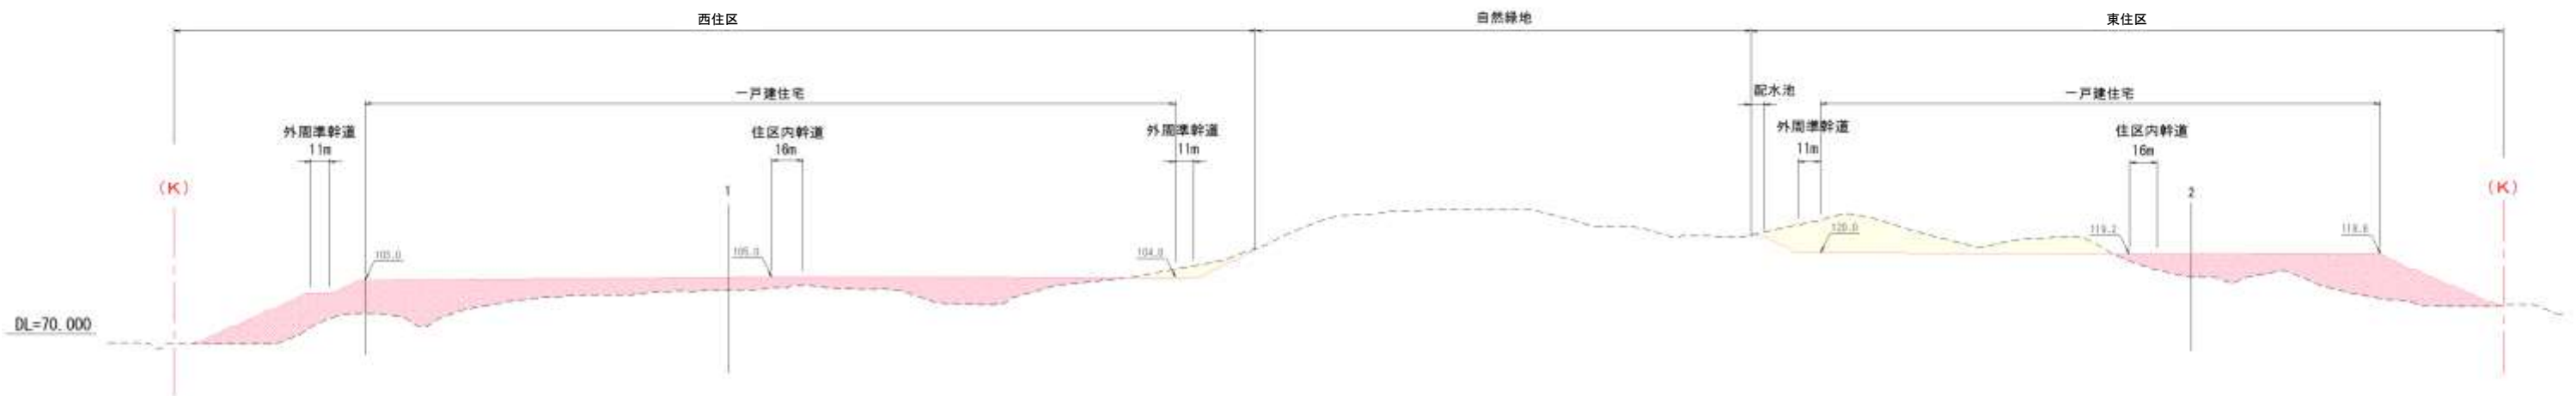 西住区
自然緑地
東住区
一戸建住宅
配水池
一戸建住宅
外周準幹道
11m
住区内幹道
16m
外周準幹道
11m
外周準幹道
11m
住区内幹道
16m
(K)
1
2
(K)
103.0
105.0
104.0
120.0
119.2
118.8
DL=70.000